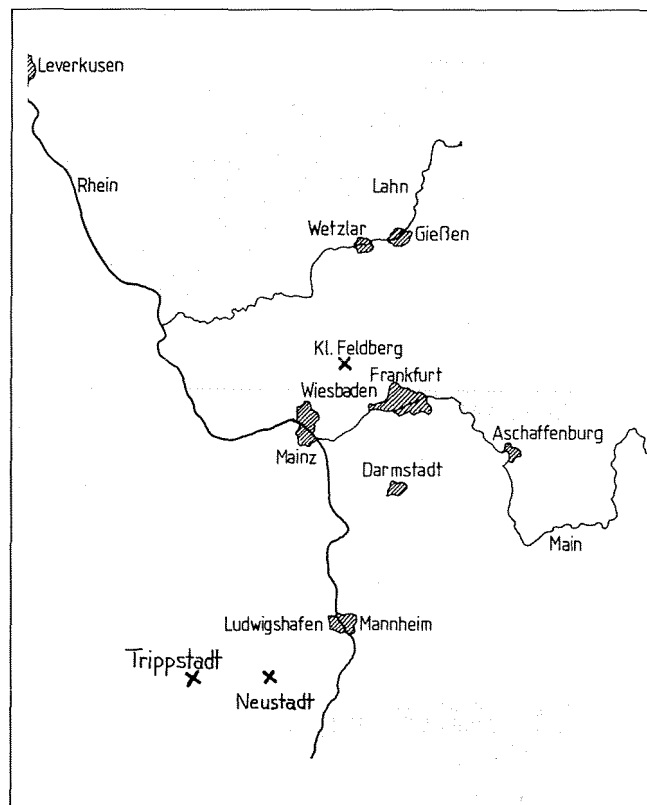 Leverkusen
Rhein
Lahn
Wetzlar
Gießen
Kl. Feldberg
Frankfurt
Wiesbaden
Aschaffenburg
Mainz
Darmstadt
Main
Ludwigshafen
Mannheim
Trippstadt
Neustadt